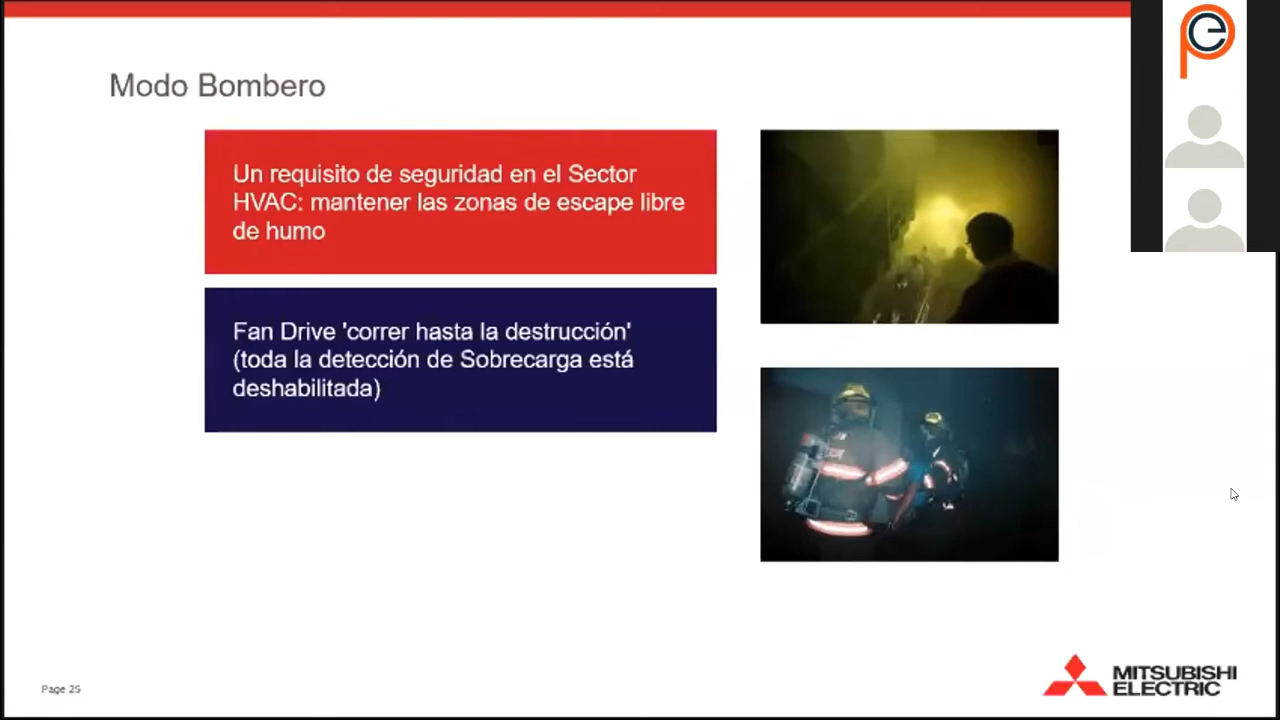 Modo Bombero
Un requisito de seguridad en el Sector
HVAC: mantener las zonas de escape libre
de humo
Fan Drive 'correr hasta la destrucción'
(toda la detección de Sobrecarga está
deshabilitada)
Page 25
MITSUBISHI
ELECTRIC
pe